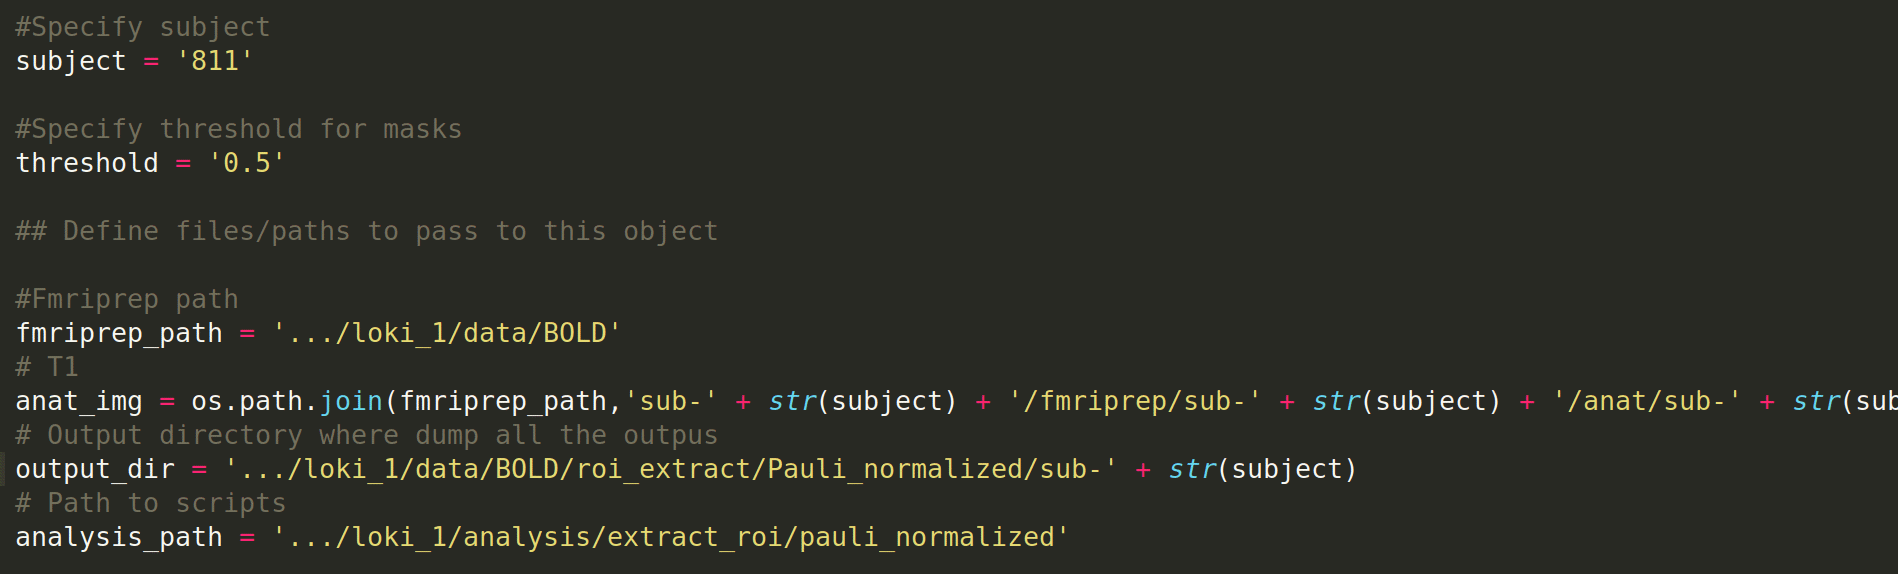 #Specify subject
subject = '811'
#Specify threshold for masks
threshold = '0.5'
## Define files/paths to pass to this object
#Fmriprep path
fmriprep_path = '.../loki_1/data/BOLD'
# T1
anat_img = os.path.join(fmriprep_path,'sub-' + str(subject) + '/fmriprep/sub-' + str(subject) + '/anat/sub-' + str(sub
# Output directory where dump all the outpus
output_dir = '.../loki_1/data/BOLD/roi_extract/Pauli_normalized/sub-' + str(subject)
# Path to scripts
analysis_path = '.../loki_1/analysis/extract_roi/pauli_normalized'